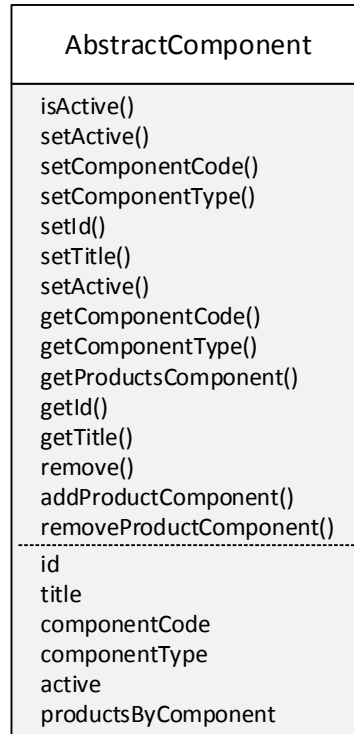 AbstractComponent
isActive()
setActive()
setComponentCode()
setComponentType()
setId()
setTitle()
setActive()
getComponentCode()
getComponentType()
getProductsComponent()
getId()
getTitle()
remove()
addProductComponent()
removeProductComponent()
id
title
componentCode
componentType
active
productsByComponent